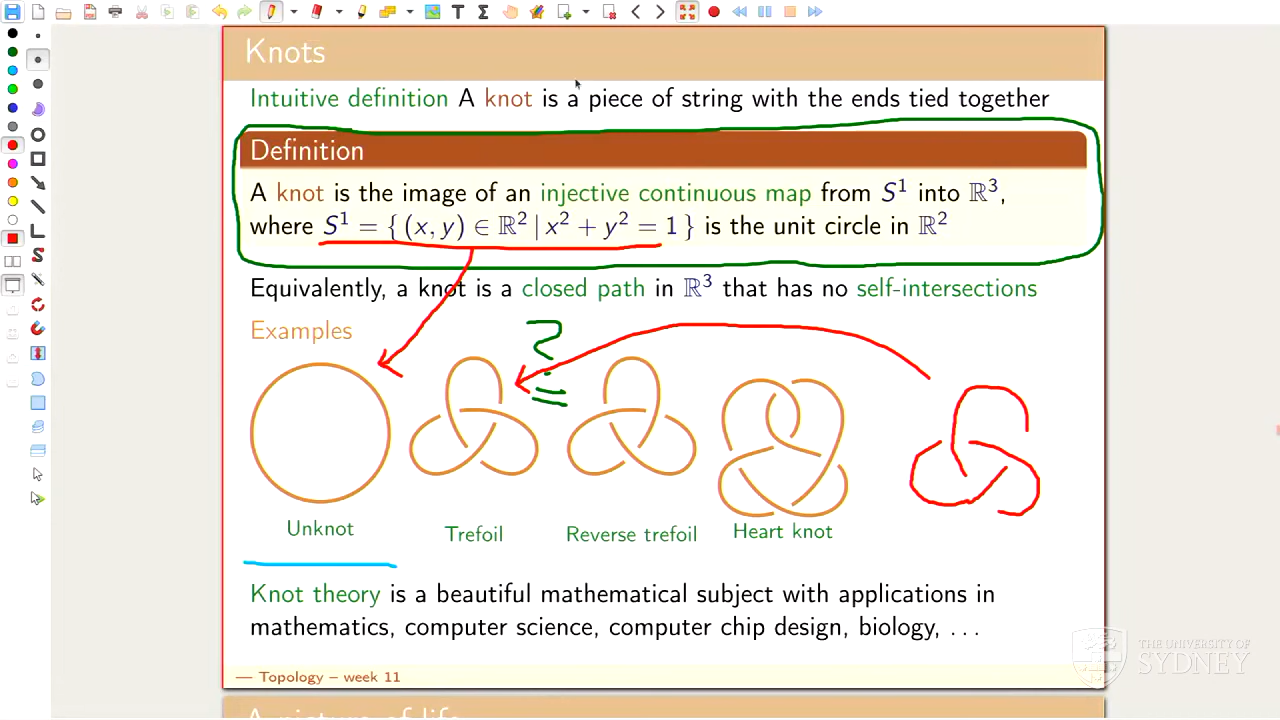 Knots
Intuitive definition A knot is a piece of string with the ends tied together
Definition
A knot is the image of an injective continuous map from S¹ into ℝ³,
where S¹ = { (x, y) ∈ ℝ² | x² + y² = 1 } is the unit circle in ℝ²
Equivalently, a knot is a closed path in ℝ³ that has no self-intersections
Examples
?
=
Unknot
Trefoil
Reverse trefoil
Heart knot
Knot theory is a beautiful mathematical subject with applications in
mathematics, computer science, computer chip design, biology, ...
THE UNIVERSITY OF
SYDNEY
— Topology – week 11
A picture of life